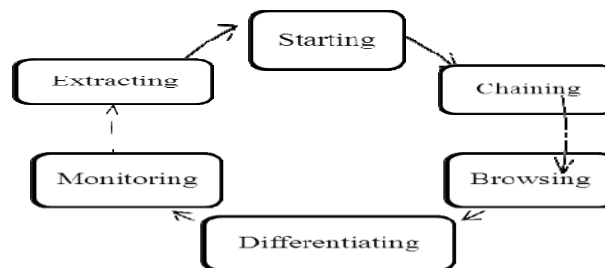 Starting
Extracting
Chaining
Monitoring
Browsing
Differentiating